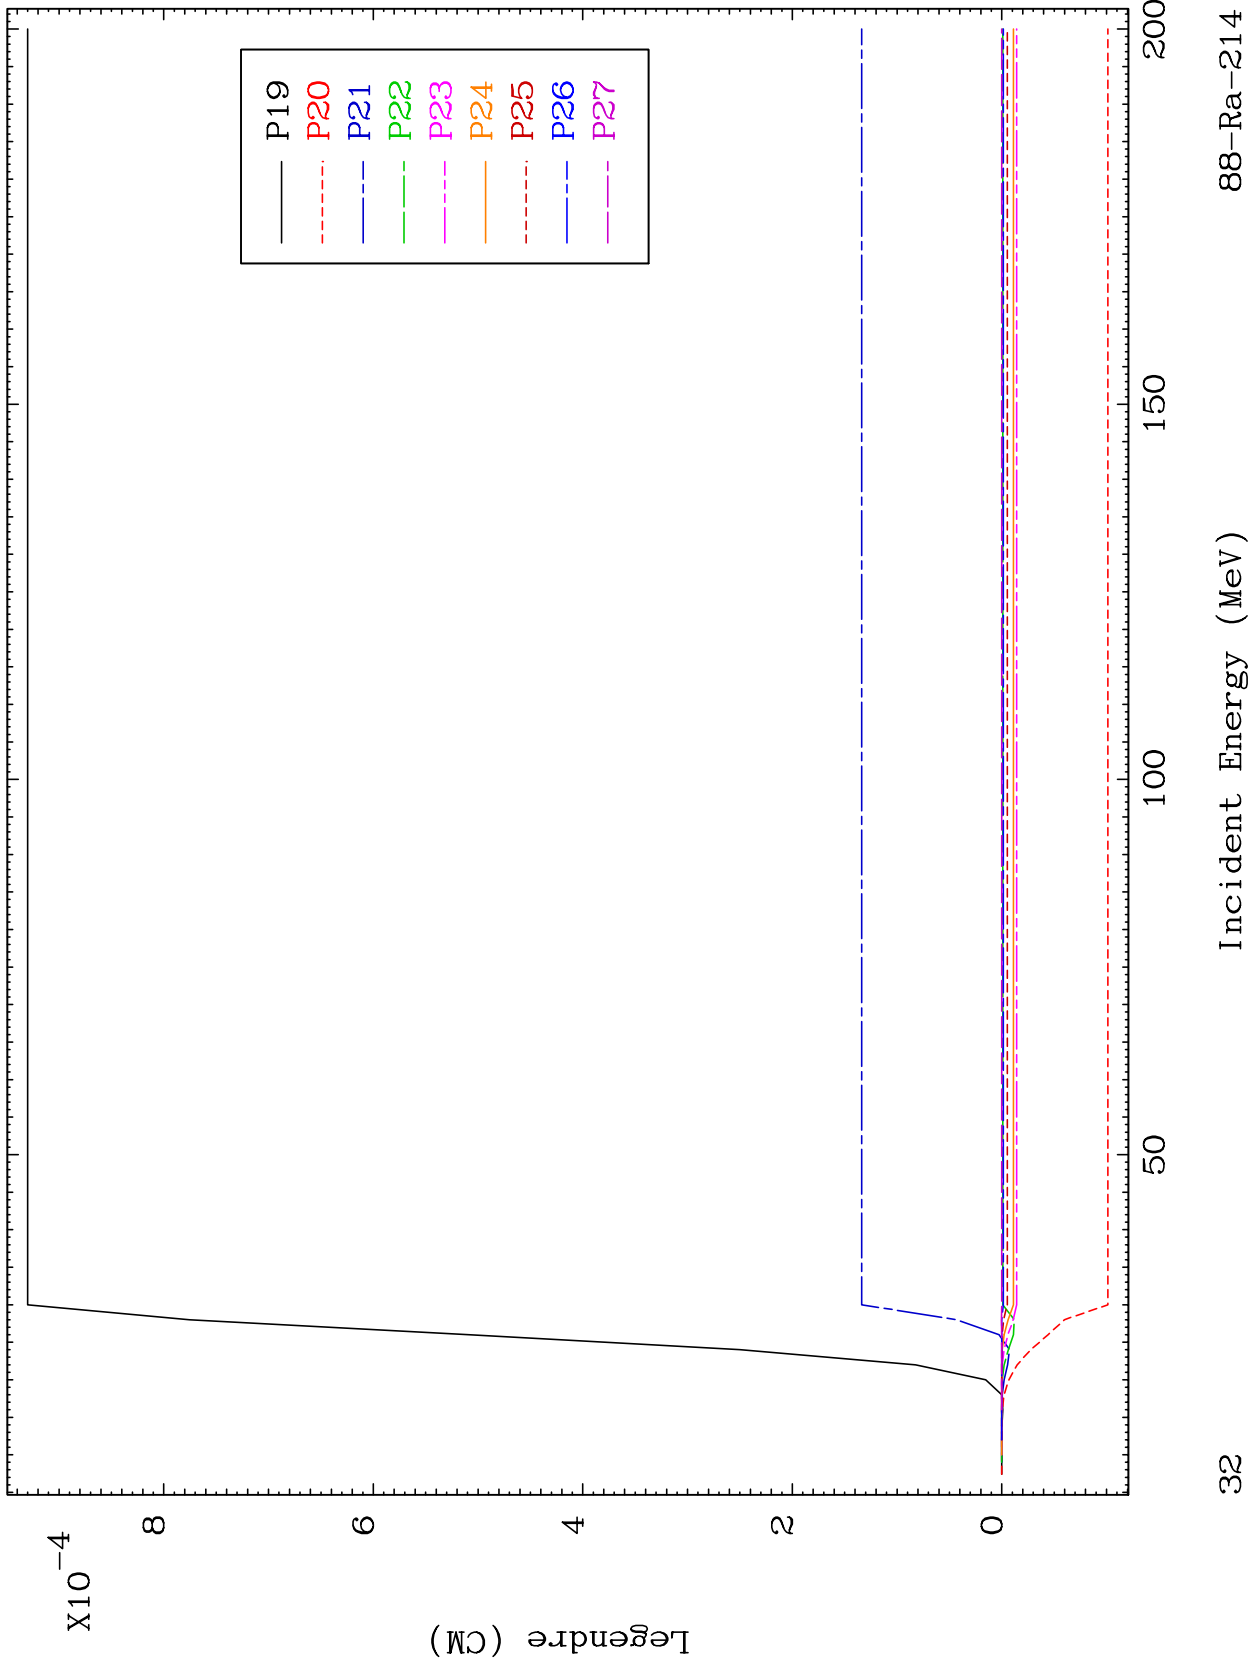 X10-4
8
6
4
2
0
Legendre (CM)
P19
P20
P21
P22
P23
P24
P25
P26
P27
50
100
150
200
Incident Energy (MeV)
32
88-Ra-214